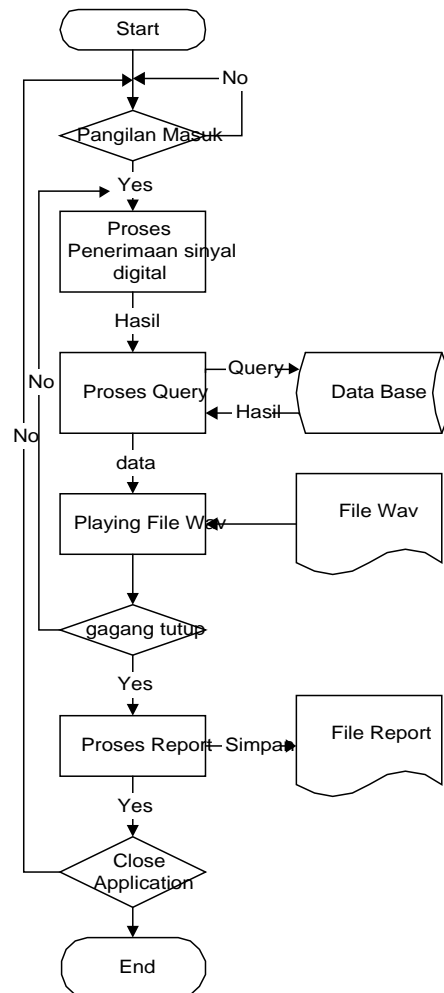 Start
No
Pangilan Masuk
Yes
Proses
Penerimaan sinyal
digital
Hasil
No
Query
Proses Query
Data Base
Hasil
No
data
File Wav
Playing File Wav
gagang tutup
Yes
Proses Report
Simpan
File Report
Yes
Close
Application
End